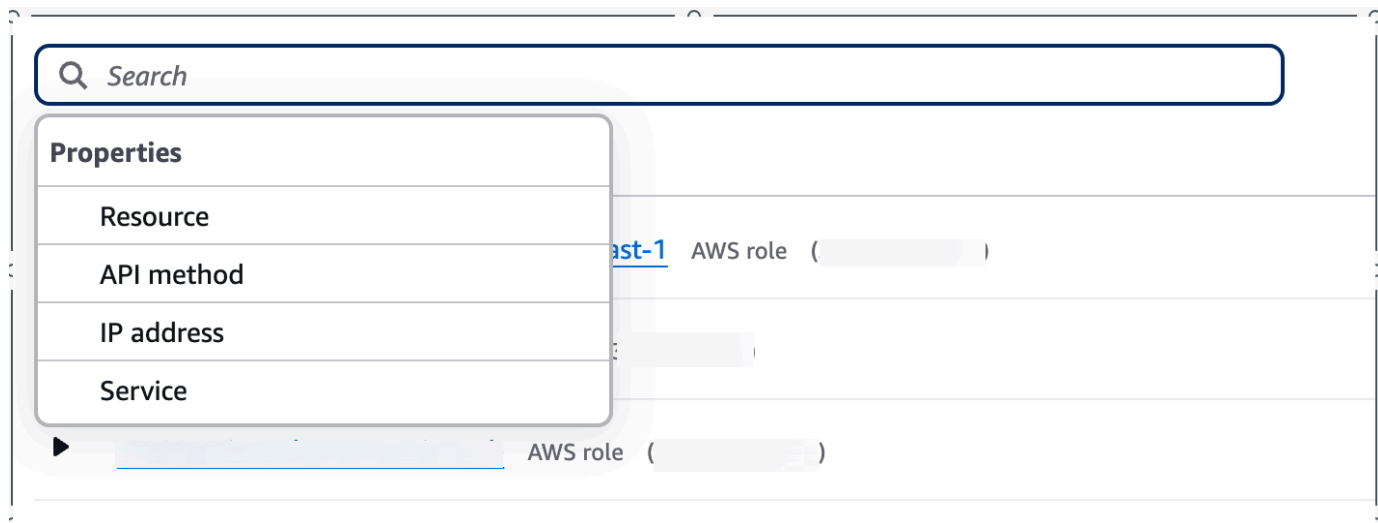 Search
Properties
Resource
ast-1 AWS role ( )
API method
IP address
Service
AWS role ( )